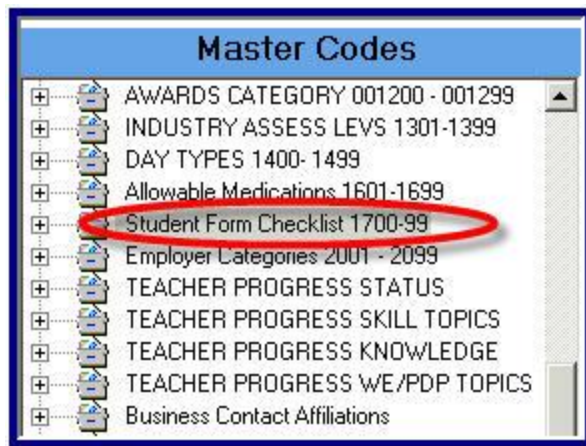 Master Codes
AWARDS CATEGORY 001200 - 001299
INDUSTRY ASSESS LEVS 1301-1399
DAY TYPES 1400- 1499
Allowable Medications 1601-1699
Student Form Checklist 1700-99
Employer Categories 2001 - 2099
TEACHER PROGRESS STATUS
TEACHER PROGRESS SKILL TOPICS
TEACHER PROGRESS KNOWLEDGE
TEACHER PROGRESS WE/PDP TOPICS
Business Contact Affiliations